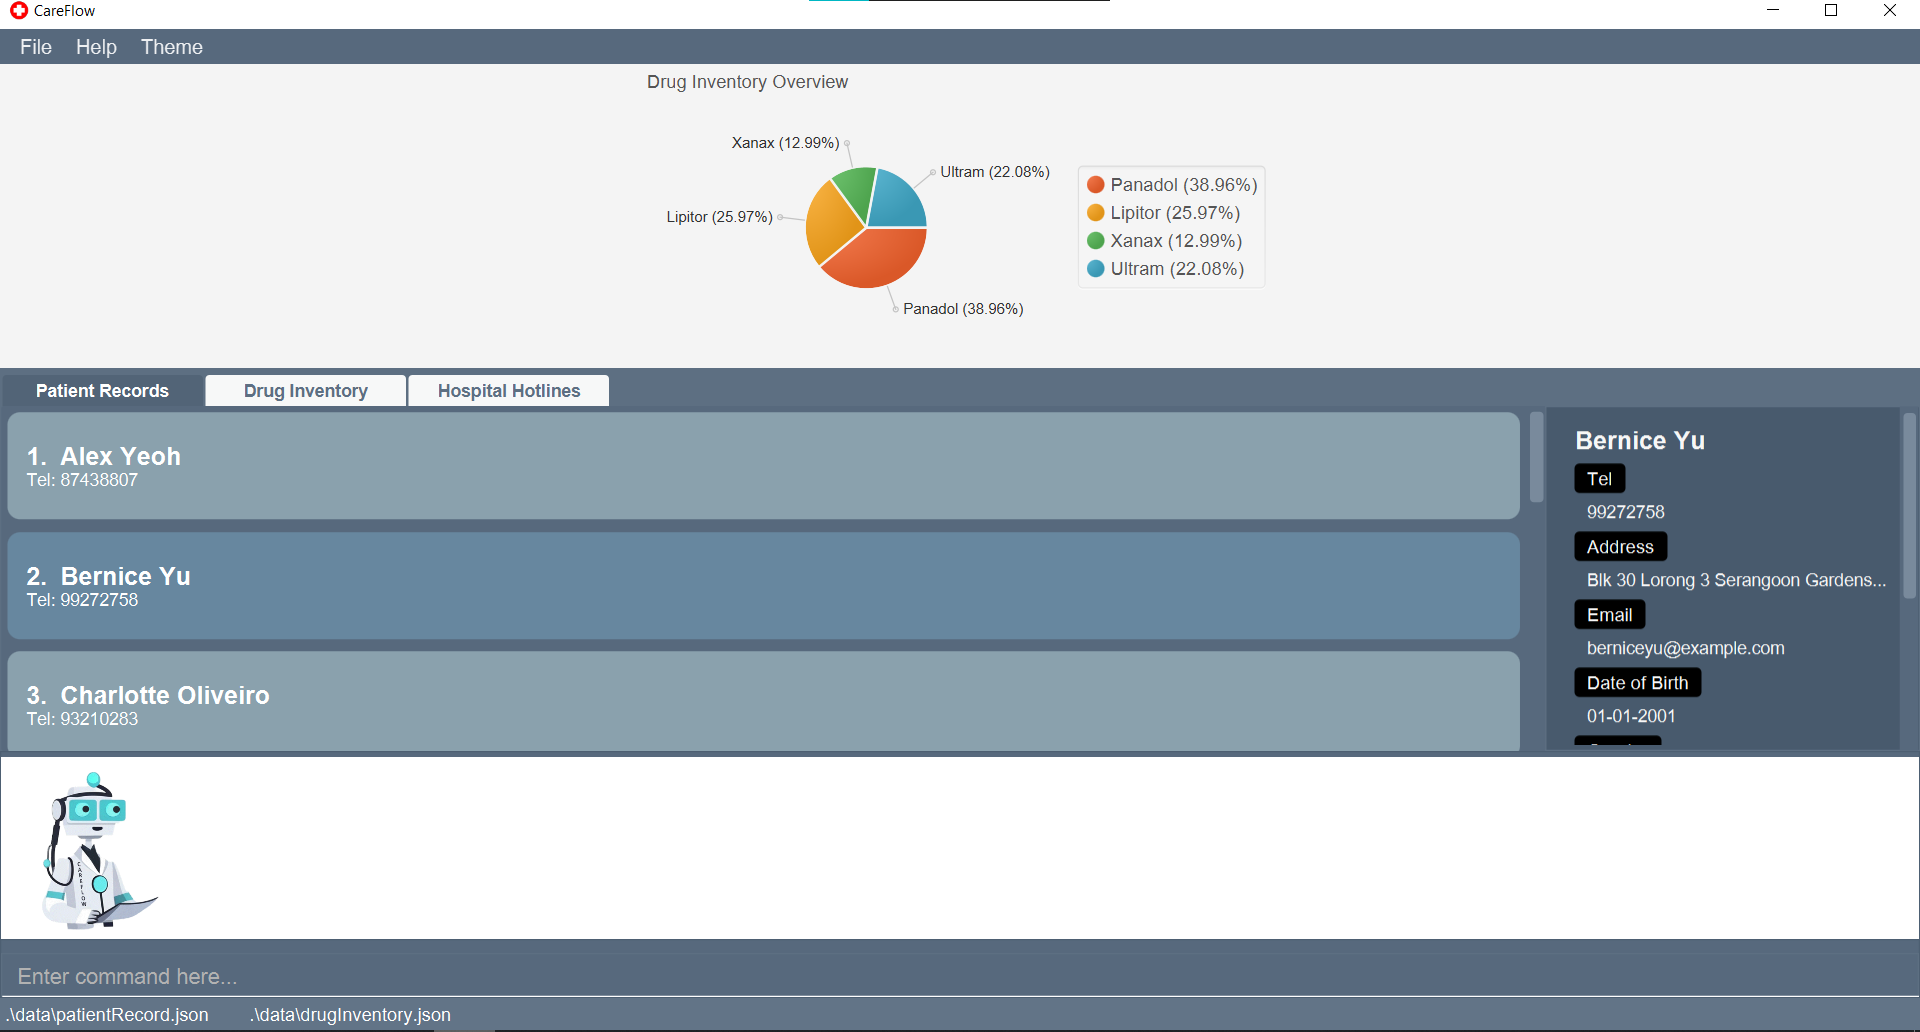 CareFlow
File Help Theme
Drug Inventory Overview
Xanax (12.99%)
Ultram (22.08%)
Lipitor (25.97%)
Panadol (38.96%)
Panadol (38.96%)
Lipitor (25.97%)
Xanax (12.99%)
Ultram (22.08%)
Patient Records Drug Inventory Hospital Hotlines
1. Alex Yeoh
Tel: 87438807
2. Bernice Yu
Tel: 99272758
3. Charlotte Oliveiro
Tel: 93210283
Bernice Yu
Tel
99272758
Address
Blk 30 Lorong 3 Serangoon Gardens...
Email
berniceyu@example.com
Date of Birth
01-01-2001
CAREFLOW
Enter command here...
.\data\patientRecord.json .\data\drugInventory.json